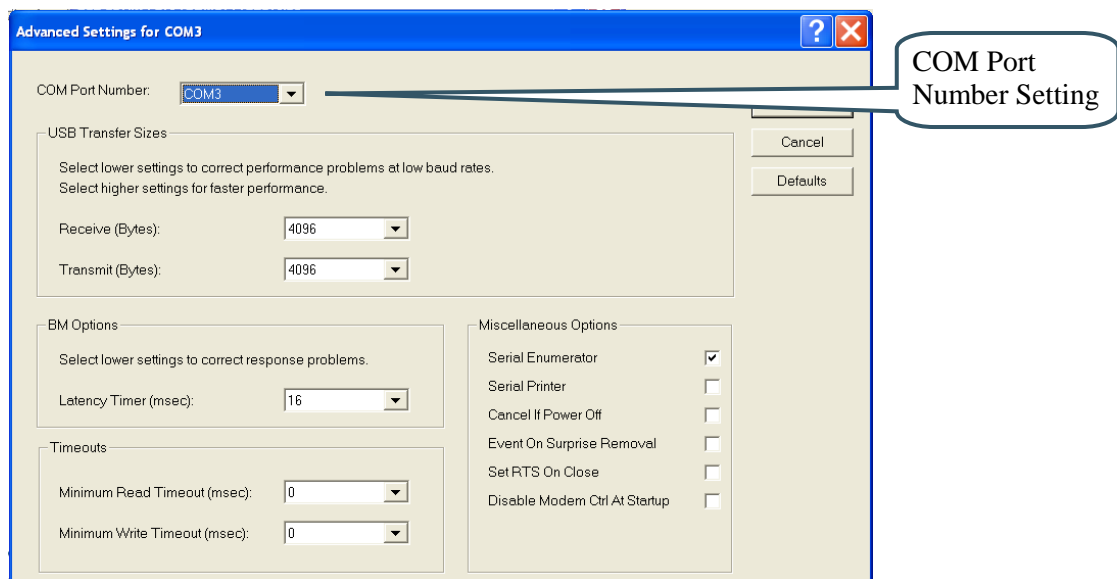 Advanced Settings for COM3
COM Port
Number Setting
COM Port Number:
COM3
USB Transfer Sizes
Cancel
Select lower settings to correct performance problems at low baud rates.
Select higher settings for faster performance.
Defaults
Receive (Bytes):
4096
Transmit (Bytes):
4096
BM Options
Select lower settings to correct response problems.
Latency Timer (msec):
16
Timeouts
Minimum Read Timeout (msec):
0
Minimum Write Timeout (msec):
0
Miscellaneous Options
Serial Enumerator
Serial Printer
Cancel If Power Off
Event On Surprise Removal
Set RTS On Close
Disable Modem Ctrl At Startup